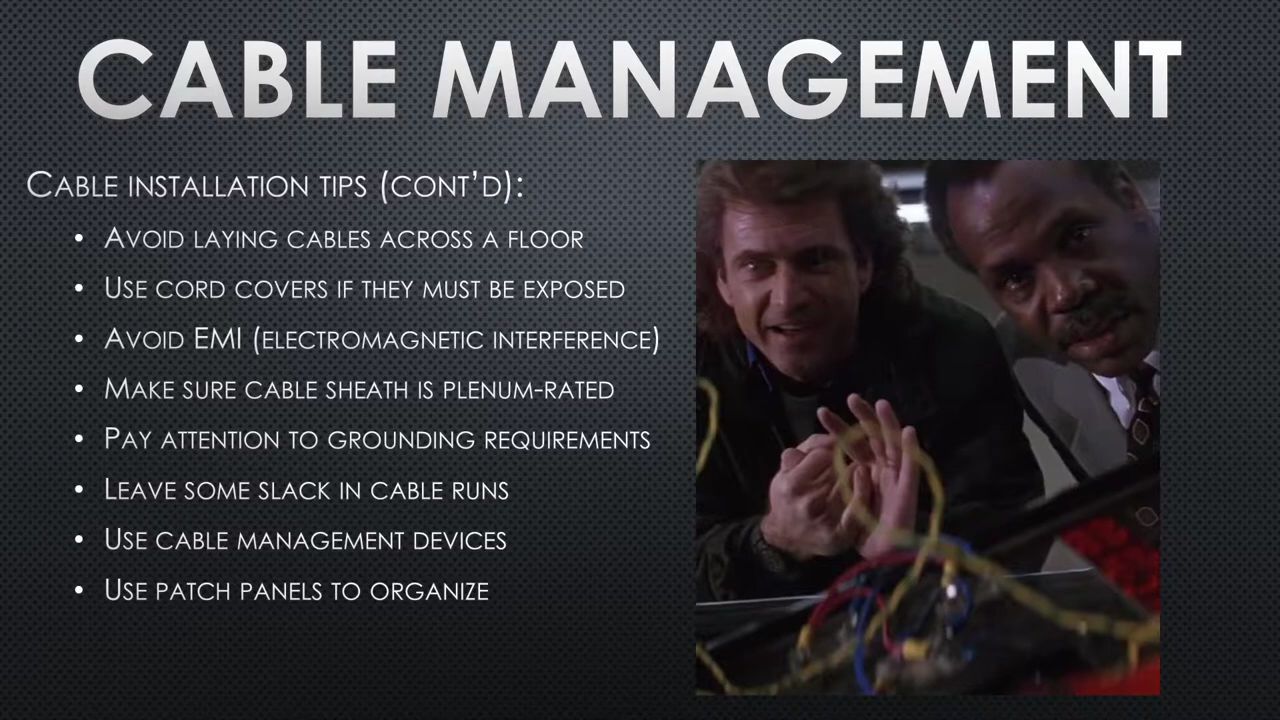 CABLE MANAGEMENT
CABLE INSTALLATION TIPS (CONT'D):
• AVOID LAYING CABLES ACROSS A FLOOR
• USE CORD COVERS IF THEY MUST BE EXPOSED
• AVOID EMI (ELECTROMAGNETIC INTERFERENCE)
• MAKE SURE CABLE SHEATH IS PLENUM-RATED
• PAY ATTENTION TO GROUNDING REQUIREMENTS
• LEAVE SOME SLACK IN CABLE RUNS
• USE CABLE MANAGEMENT DEVICES
• USE PATCH PANELS TO ORGANIZE